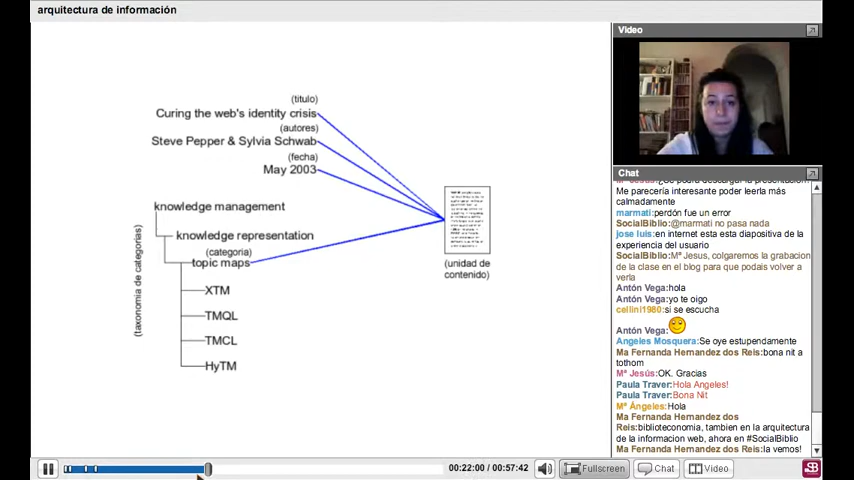 arquitectura de información
(titulo)
Curing the web's identity crisis
(autores)
Steve Pepper & Sylvia Schwab
(fecha)
May 2003
knowledge management
knowledge representation
(categoria)
topic maps
XTM
TMQL
TMCL
HyTM
(taxonomia de categorias)
(unidad de
contenido)
Video
Chat
Me parecería interesante poder leerla más
calmadamente
marmati:perdón fue un error
SocialBiblio:@marmati no pasa nada
jose luis:en internet esta esta diapositiva de la
experiencia del usuario
SocialBiblio:Mª Jesus, colgaremos la grabacion
de la clase en el blog para que podais volver a
verla
Antón Vega:hola
Antón Vega:yo te oigo
cellini1980:si se escucha
Antón Vega:
Angeles Mosquera:Se oye estupendamente
Ma Fernanda Hernandez dos Reis:bona nit a
tothom
Mª Jesús:OK. Gracias
Paula Traver:Hola Angeles!
Paula Traver:Bona Nit
Mª Ángeles:Hola
Ma Fernanda Hernandez dos
Reis:biblioteconomia, tambien en la arquitectura
de la informacion web, ahora en #SocialBiblio
Ma Fernanda Hernandez dos Reis:la vemos!
00:22:00 / 00:57:42
Fullscreen
Chat
Video
SB